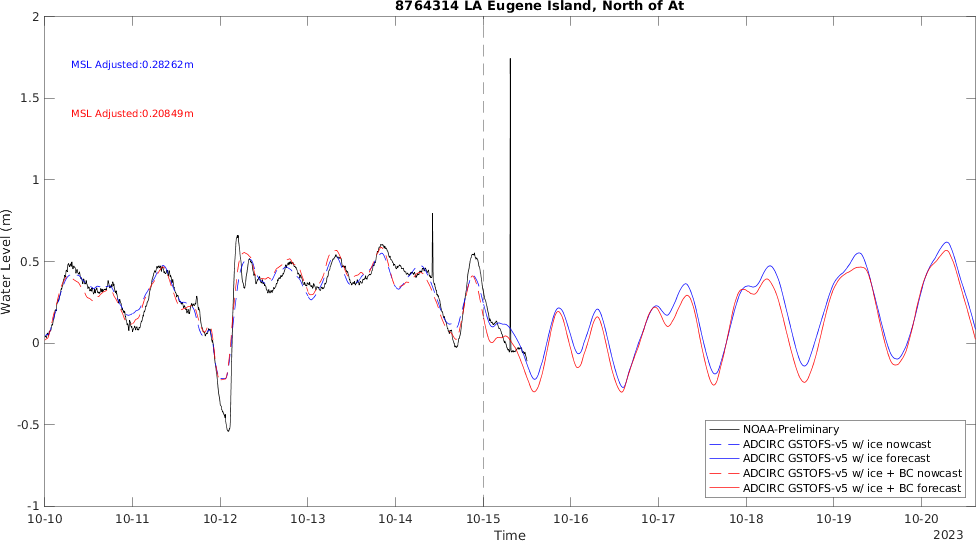 8764314 LA Eugene Island, North of At
2
1.5
1
0.5
0
-0.5
-1
Water Level (m)
MSL Adjusted:0.28262m
MSL Adjusted:0.20849m
NOAA-Preliminary
ADCIRC GSTOFS-v5 w/ ice nowcast
ADCIRC GSTOFS-v5 w/ ice forecast
ADCIRC GSTOFS-v5 w/ ice + BC nowcast
ADCIRC GSTOFS-v5 w/ ice + BC forecast
10-10 10-11 10-12 10-13 10-14 10-15 10-16 10-17 10-18 10-19 10-20
Time
2023